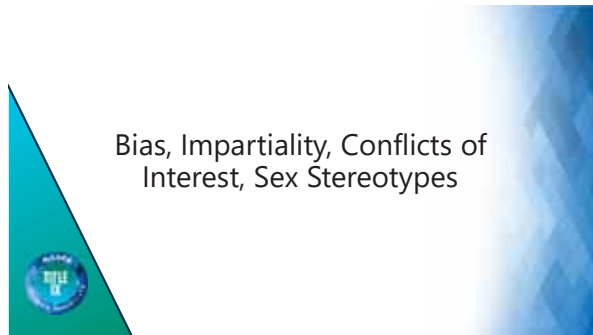 Bias, Impartiality, Conflicts of
Interest, Sex Stereotypes
TITLE
IX